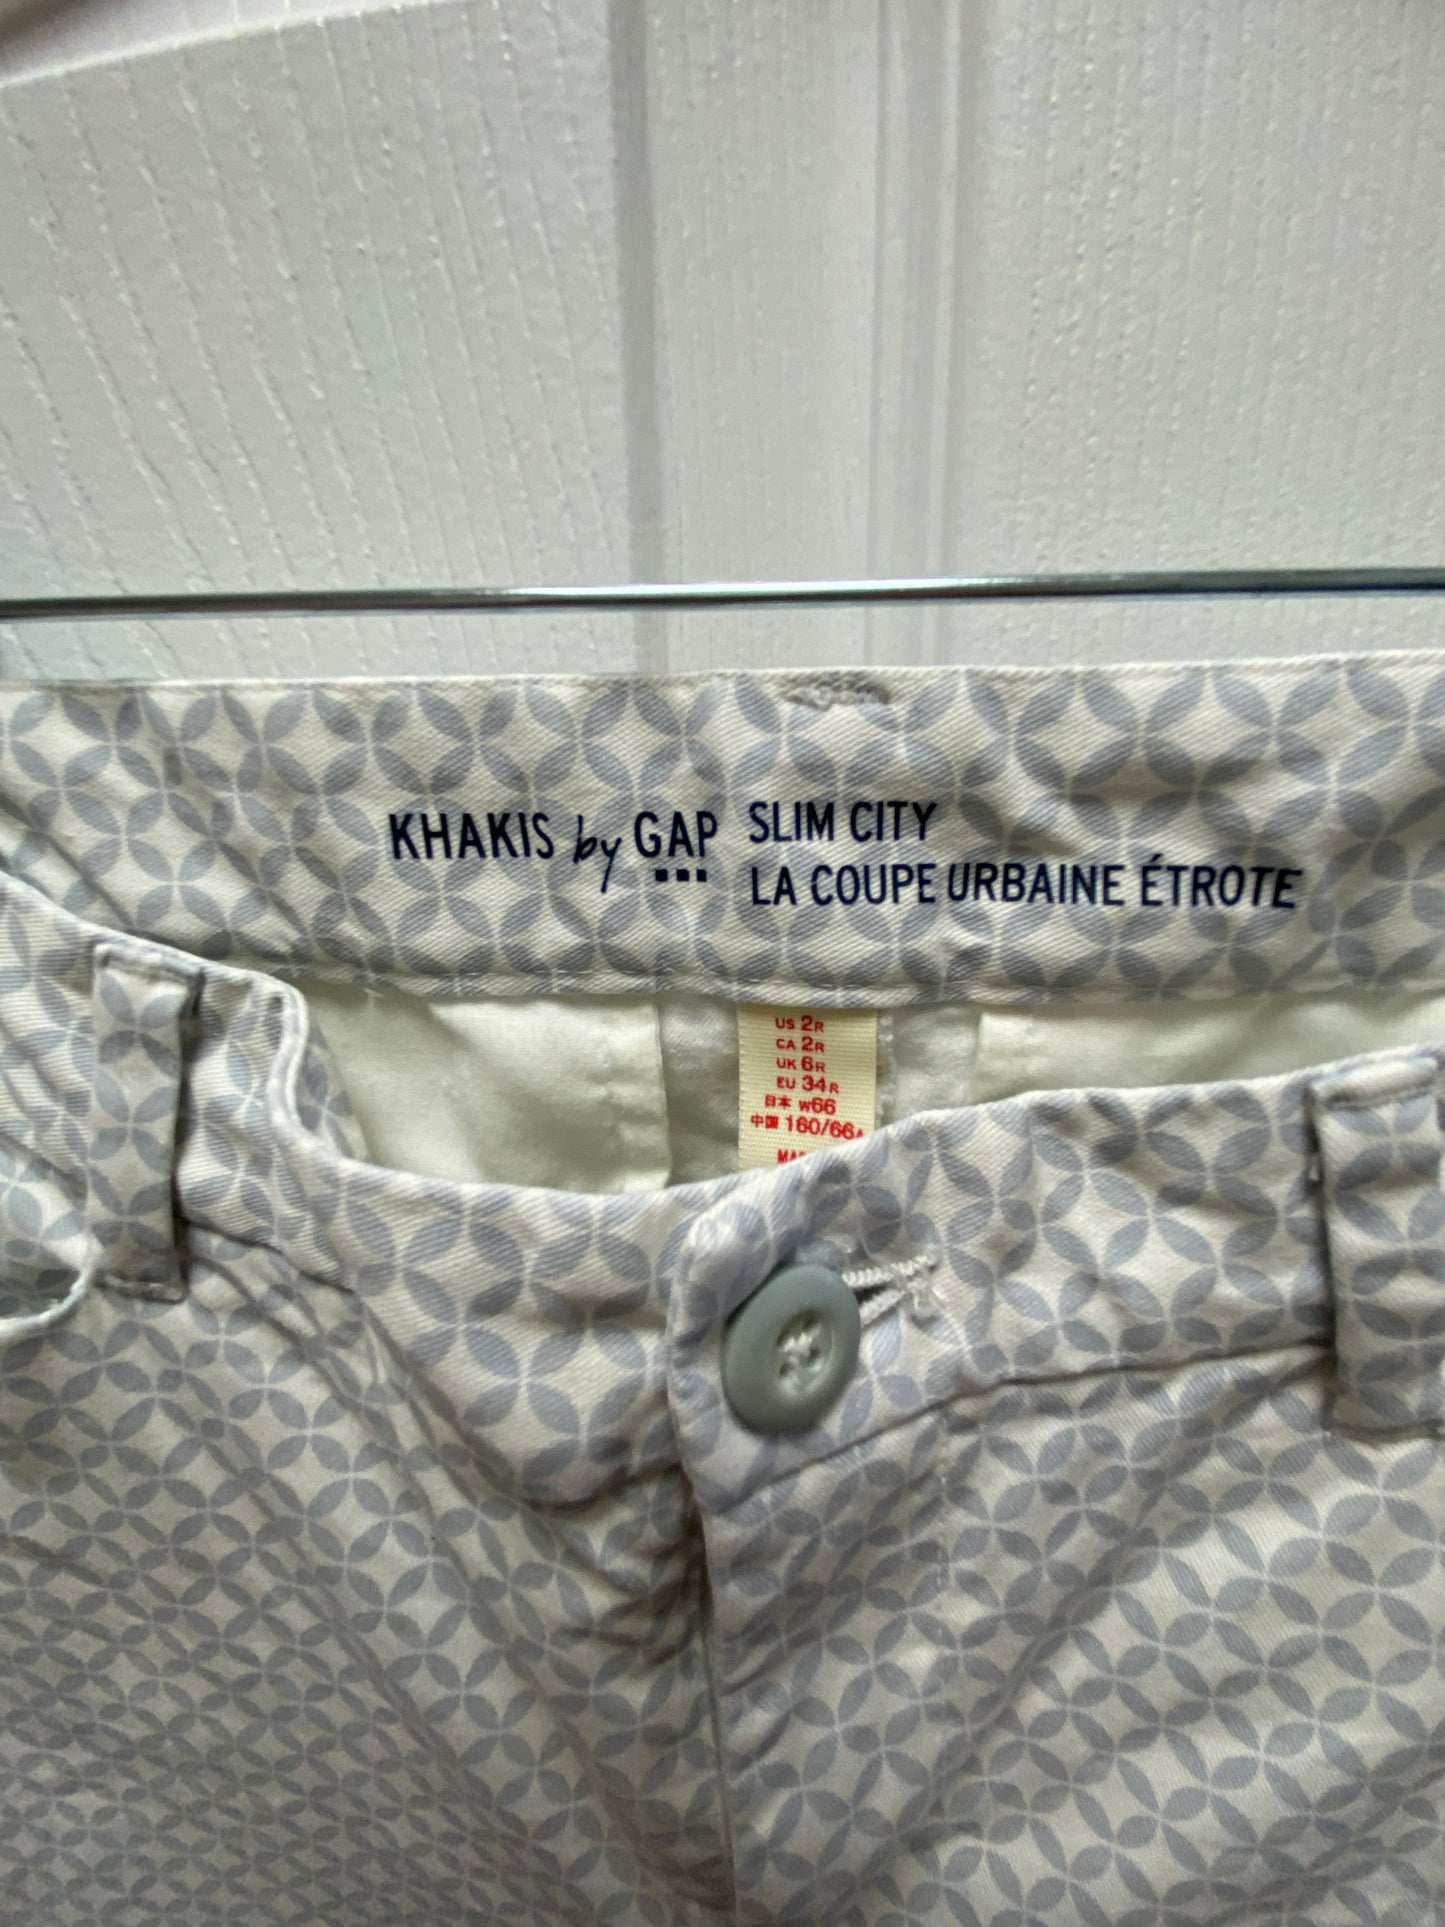 KHAKIS by GAP
SLIM CITY
LA COUPE URBAINE ÉTROTE
US 2R
CA 2R
UK 6R
EU 34R
日本 W66
中国 160/66A